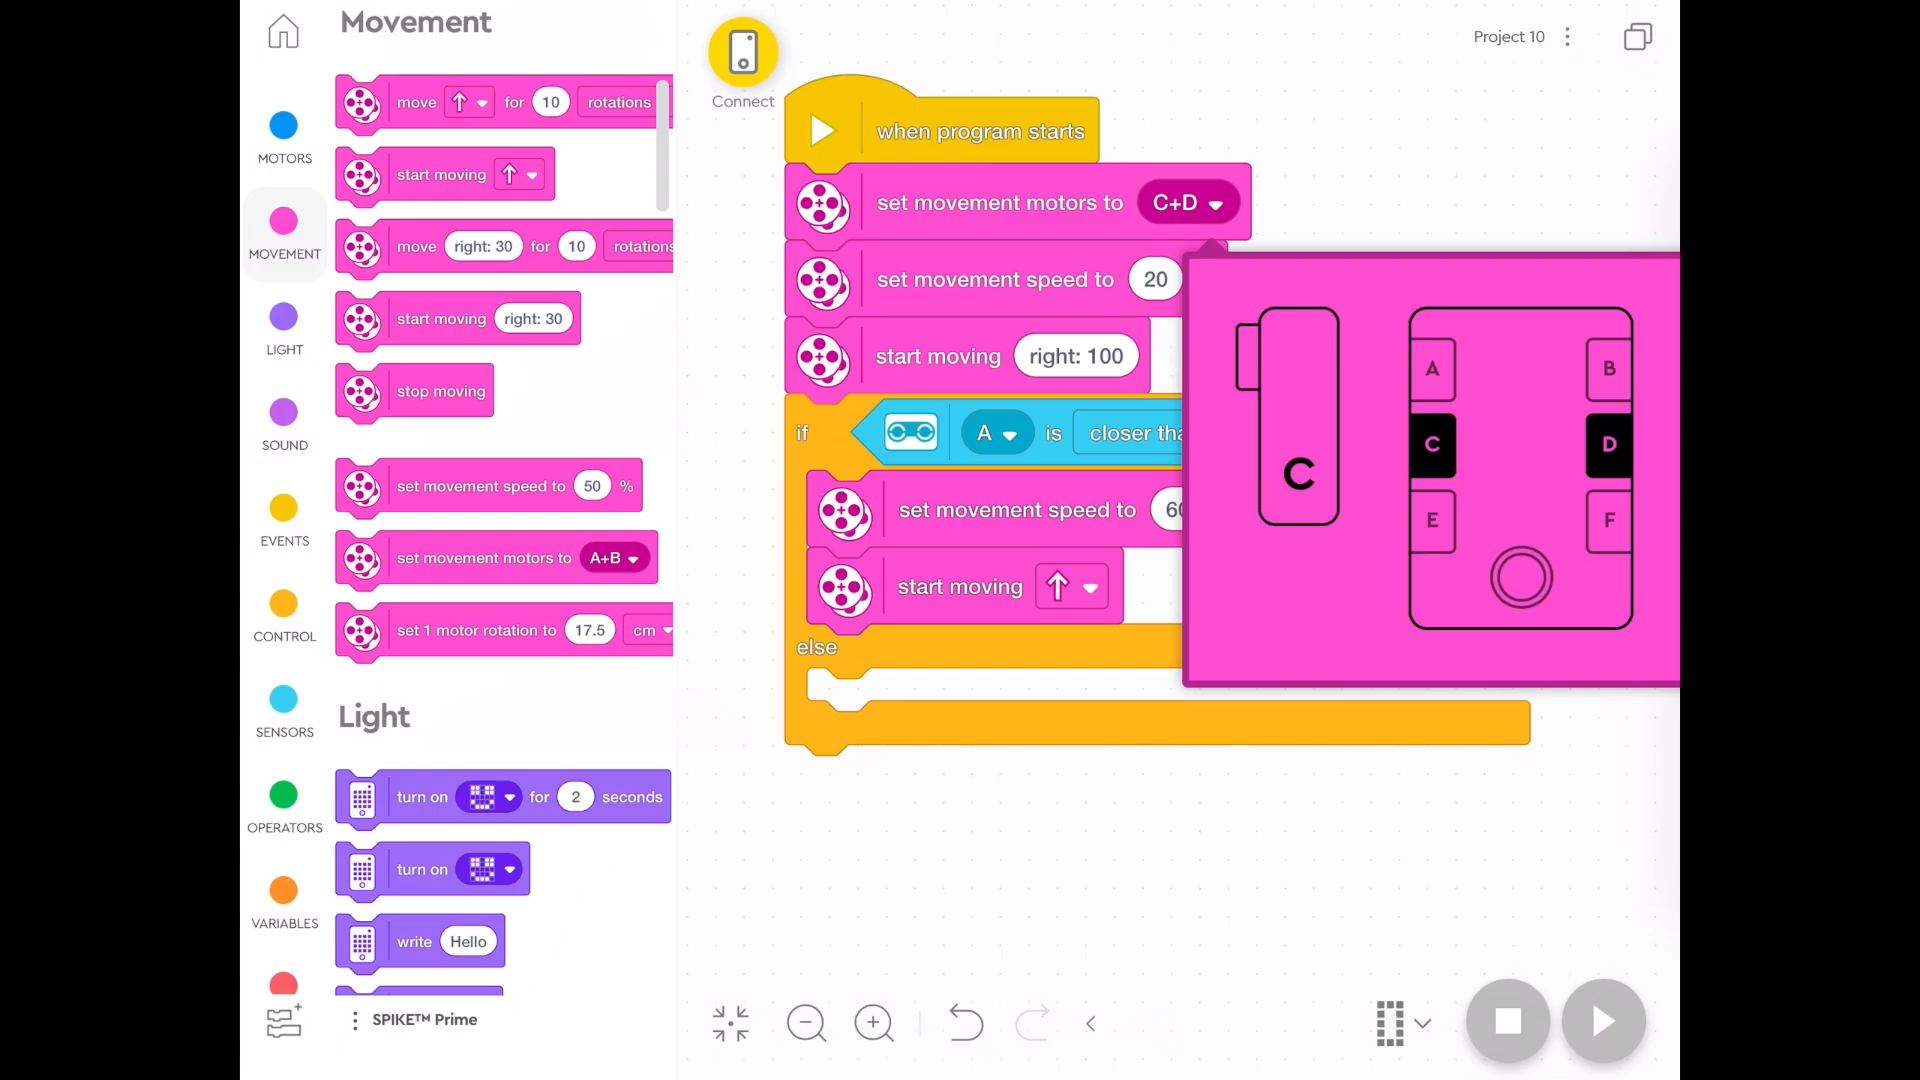 Movement
move for 10 rotations
start moving
move right: 30 for 10 rotations
start moving right: 30
stop moving
set movement speed to 50 %
set movement motors to A+B
set 1 motor rotation to 17.5 cm
Light
turn on for 2 seconds
turn on
write Hello
MOTORS
MOVEMENT
LIGHT
SOUND
EVENTS
CONTROL
SENSORS
OPERATORS
VARIABLES
SPIKE™ Prime
Connect
Project 10
when program starts
set movement motors to C+D
set movement speed to 20
start moving right: 100
if A is closer
set movement speed to
start moving
else
C
A B
C D
E F